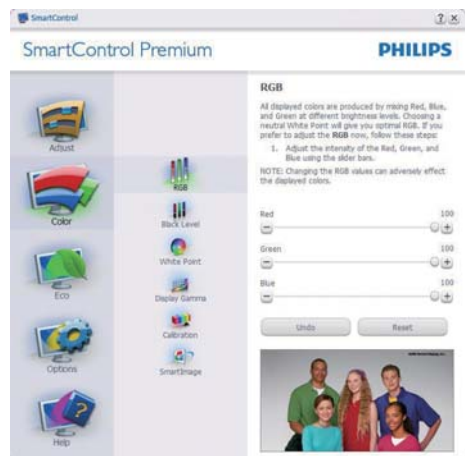 SmartControl
? ×
SmartControl Premium
PHILIPS
Adjust
Color
Eco
Options
Help
RGB
Black Level
White Point
Display Gamma
Calibration
SmartImage
RGB
All displayed colors are produced by mixing Red, Blue,
and Green at different brightness levels. Choosing a
neutral White Point will give you optimal RGB. If you
prefer to adjust the RGB now, follow these steps:
1. Adjust the intensity of the Red, Green, and
Blue using the slider bars.
NOTE: Changing the RGB values can adversely effect
the displayed colors.
Red 100
Green 100
Blue 100
Undo Reset